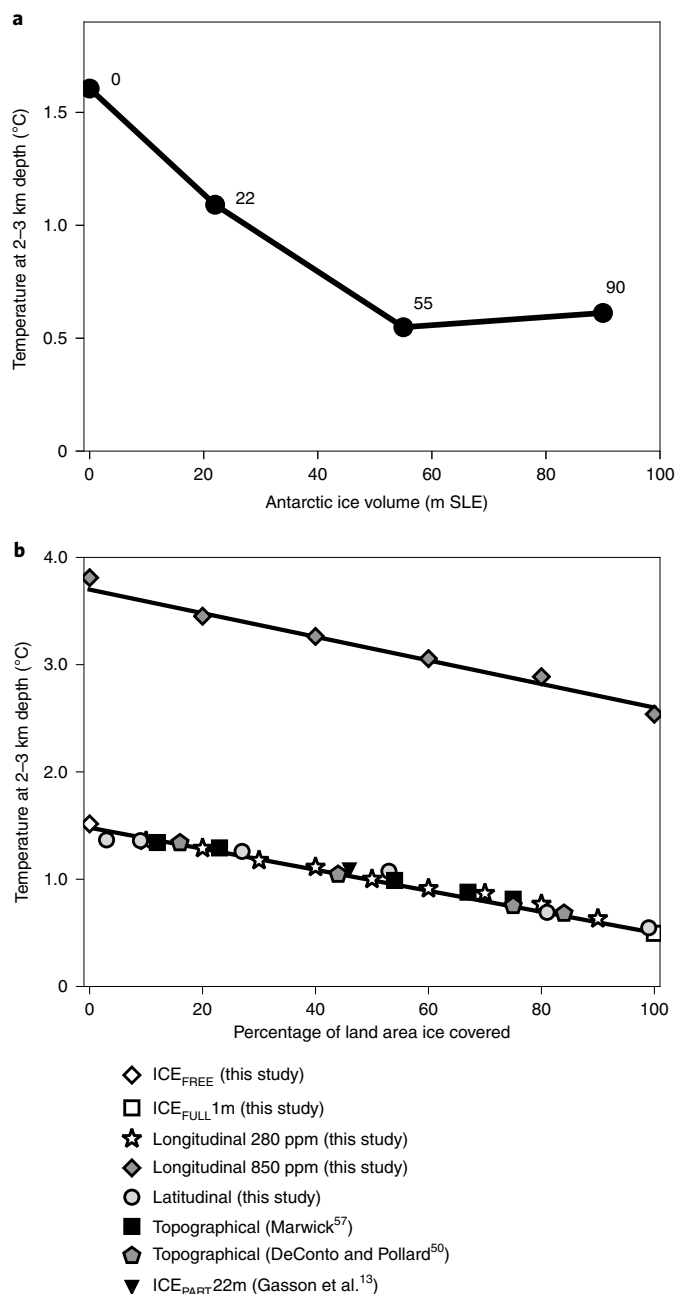 a
Temperature at 2–3 km depth (°C)
1.5
1.0
0.5
0
0
22
55
90
0 20 40 60 80 100
Antarctic ice volume (m SLE)
b
Temperature at 2–3 km depth (°C)
4.0
3.0
2.0
1.0
0
0 20 40 60 80 100
Percentage of land area ice covered
ICEFREE (this study)
ICEFULL1m (this study)
Longitudinal 280 ppm (this study)
Longitudinal 850 ppm (this study)
Latitudinal (this study)
Topographical (Marwick57)
Topographical (DeConto and Pollard50)
ICEPART22m (Gasson et al.13)